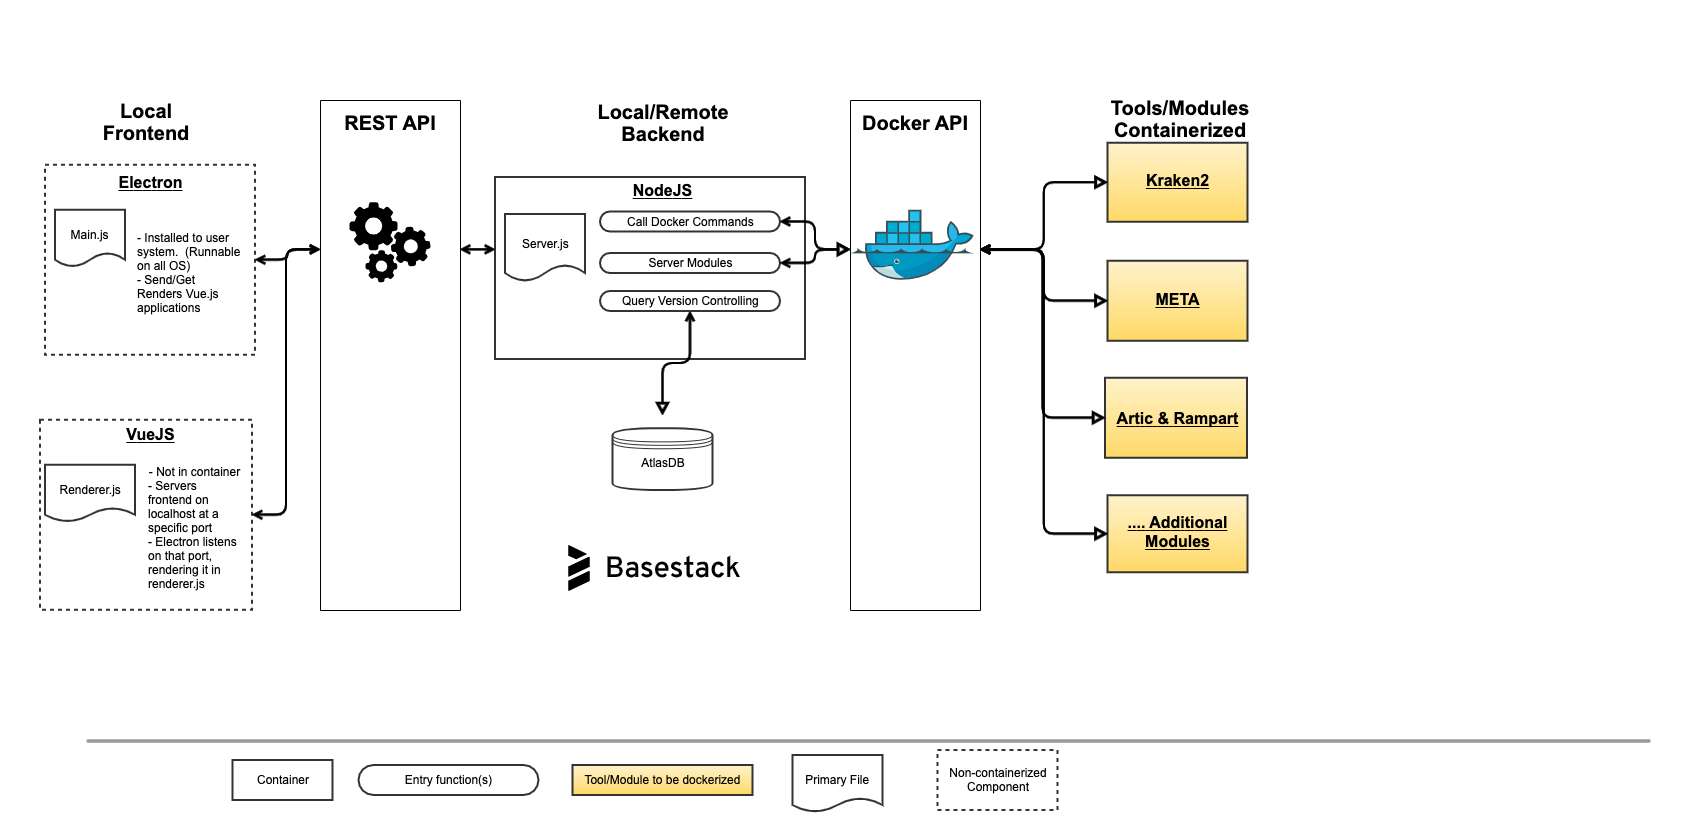 Local
Frontend
Electron
Main.js
- Installed to user
system.  (Runnable
on all OS)
- Send/Get
Renders Vue.js
applications
VueJS
Renderer.js
- Not in container
- Servers
frontend on
localhost at a
specific port
- Electron listens
on that port,
rendering it in
renderer.js
REST API
Local/Remote
Backend
NodeJS
Server.js
Call Docker Commands
Server Modules
Query Version Controlling
AtlasDB
Basestack
Docker API
Tools/Modules
Containerized
Kraken2
META
Artic & Rampart
.... Additional
Modules
Container
Entry function(s)
Tool/Module to be dockerized
Primary File
Non-containerized
Component